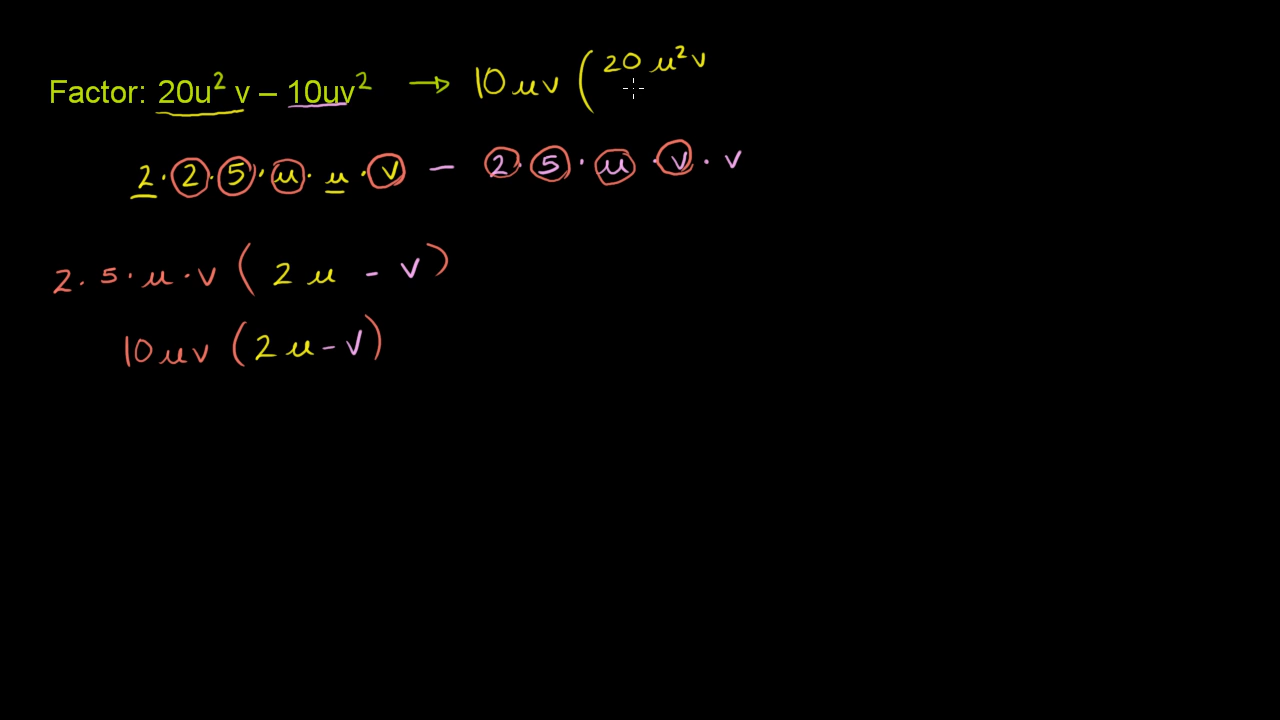 Factor: 20u² v – 10uv² → 10uv ( 20u²v
2 · 2 · 5 · u · u · v – 2 · 5 · u · v · v
2 · 5 · u · v ( 2u - v )
10uv ( 2u - v )